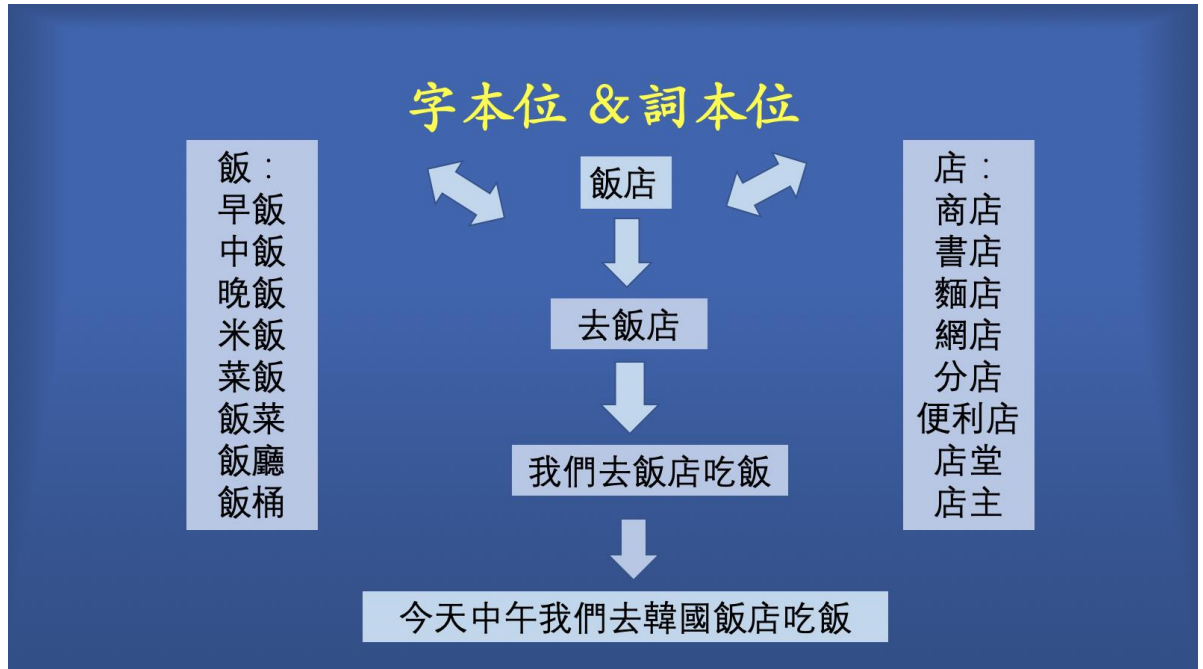 字本位 &詞本位
飯：
早飯
中飯
晚飯
米飯
菜飯
飯菜
飯廳
飯桶
飯店
去飯店
我們去飯店吃飯
今天中午我們去韓國飯店吃飯
店：
商店
書店
麵店
網店
分店
便利店
店堂
店主